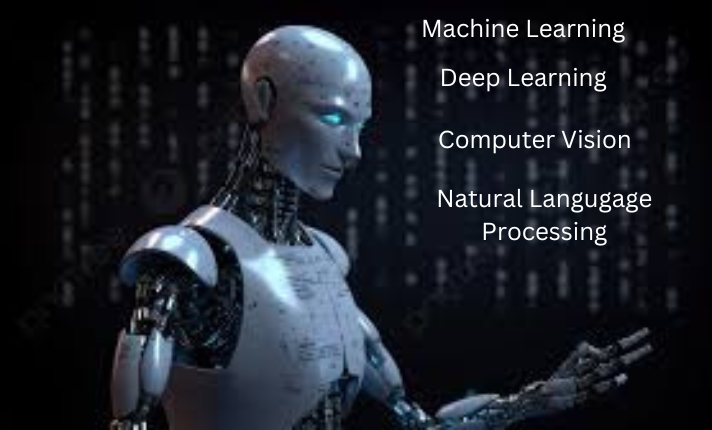 Machine Learning
Deep Learning
Computer Vision
Natural Langugage
Processing